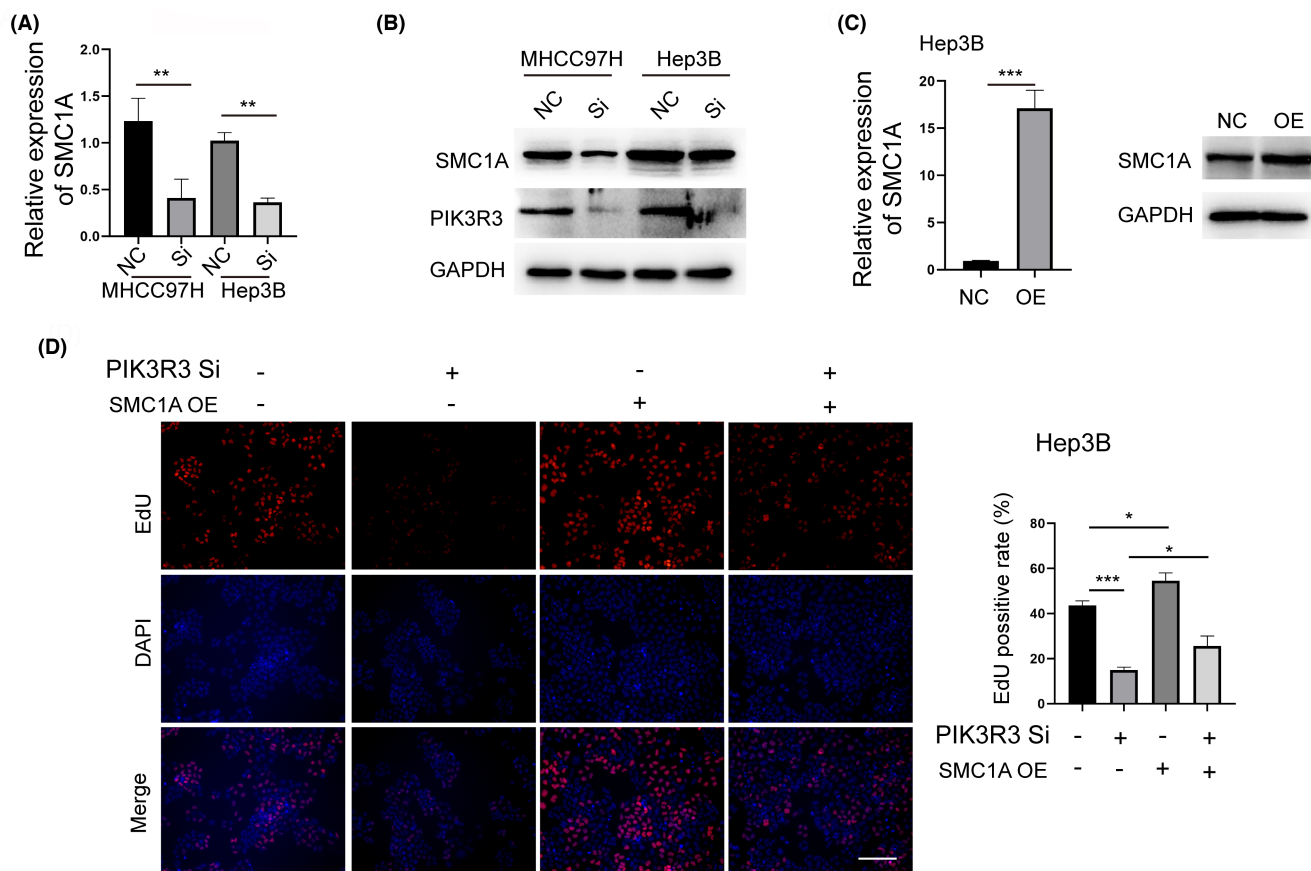 (A)
Relative expression
of SMC1A
2.0
1.5
1.0
0.5
0.0
**
**
NC
Si
NC
Si
MHCC97H
Hep3B
(B)
MHCC97H
Hep3B
NC
Si
NC
Si
SMC1A
PIK3R3
GAPDH
(C)
Hep3B
Relative expression
of SMC1A
20
15
10
5
0
***
NC
OE
NC
OE
SMC1A
GAPDH
(D)
PIK3R3 Si - + - +
SMC1A OE - - + +
EdU
DAPI
Merge
Hep3B
EdU possitive rate (%)
80
60
40
20
0
*
*
***
PIK3R3 Si - + - +
SMC1A OE - - + +